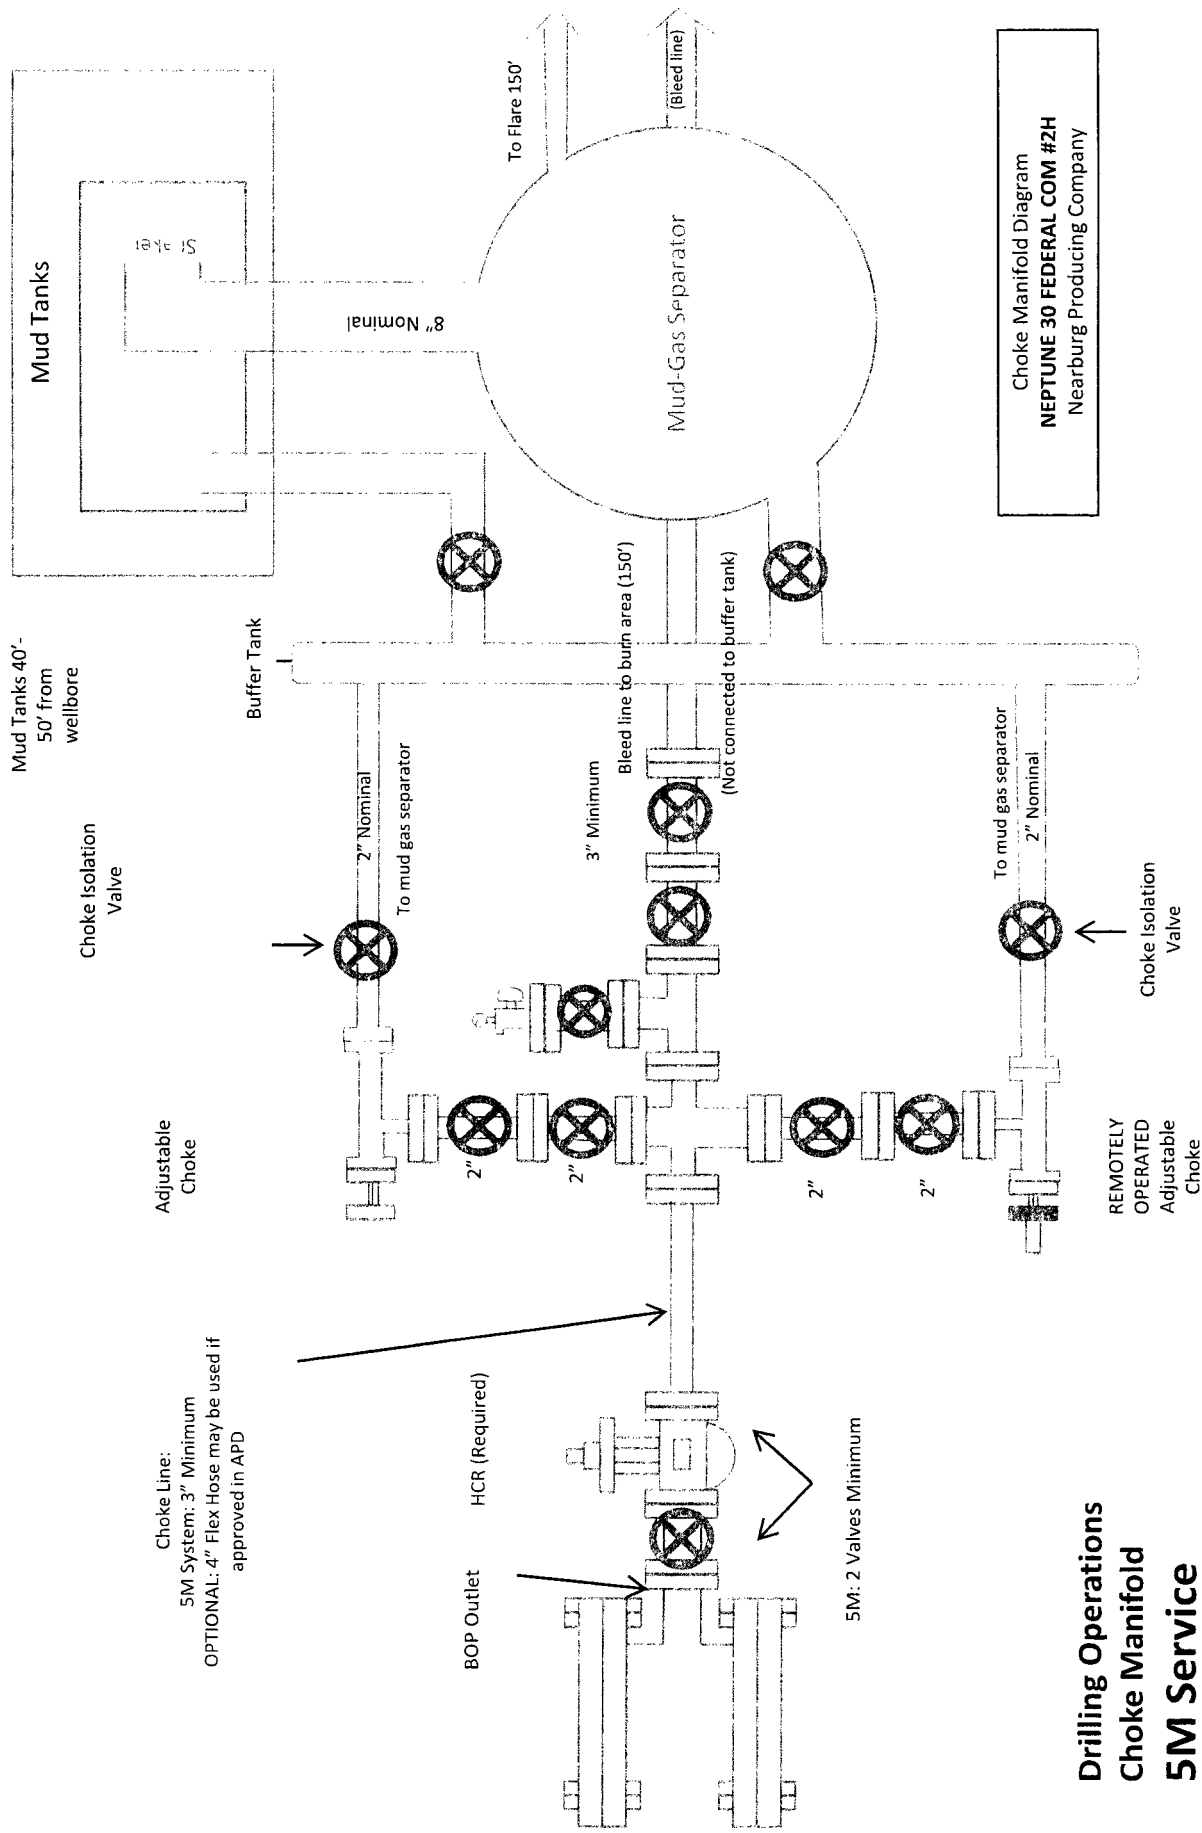 Mud Tanks 40'-
50' from
wellbore
Mud Tanks
Shaker
8" Nominal
To Flare 150'
(Bleed line)
Mud-Gas Separator
Buffer Tank
Choke Isolation
Valve
2" Nominal
To mud gas separator
3" Minimum
Bleed line to burn area (150')
(Not connected to buffer tank)
Adjustable
Choke
2"
2"
2"
2"
To mud gas separator
2" Nominal
Choke Isolation
Valve
REMOTELY
OPERATED
Adjustable
Choke
Choke Line:
5M System: 3" Minimum
OPTIONAL: 4" Flex Hose may be used if
approved in APD
HCR (Required)
BOP Outlet
5M: 2 Valves Minimum
Drilling Operations
Choke Manifold
5M Service
Choke Manifold Diagram
NEPTUNE 30 FEDERAL COM #2H
Nearburg Producing Company